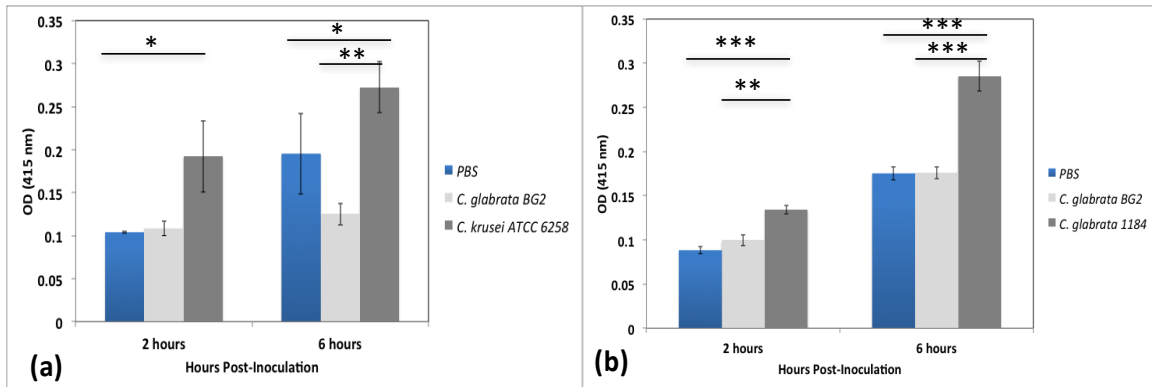 0.35
0.3
0.25
0.2
0.15
0.1
0.05
0
OD (415 nm)
*
*
**
2 hours
6 hours
Hours Post-Inoculation
PBS
C. glabrata BG2
C. krusei ATCC 6258
(a)
0.35
0.3
0.25
0.2
0.15
0.1
0.05
0
OD (415 nm)
***
**
***
***
2 hours
6 hours
Hours Post-Inoculation
PBS
C. glabrata BG2
C. glabrata 1184
(b)